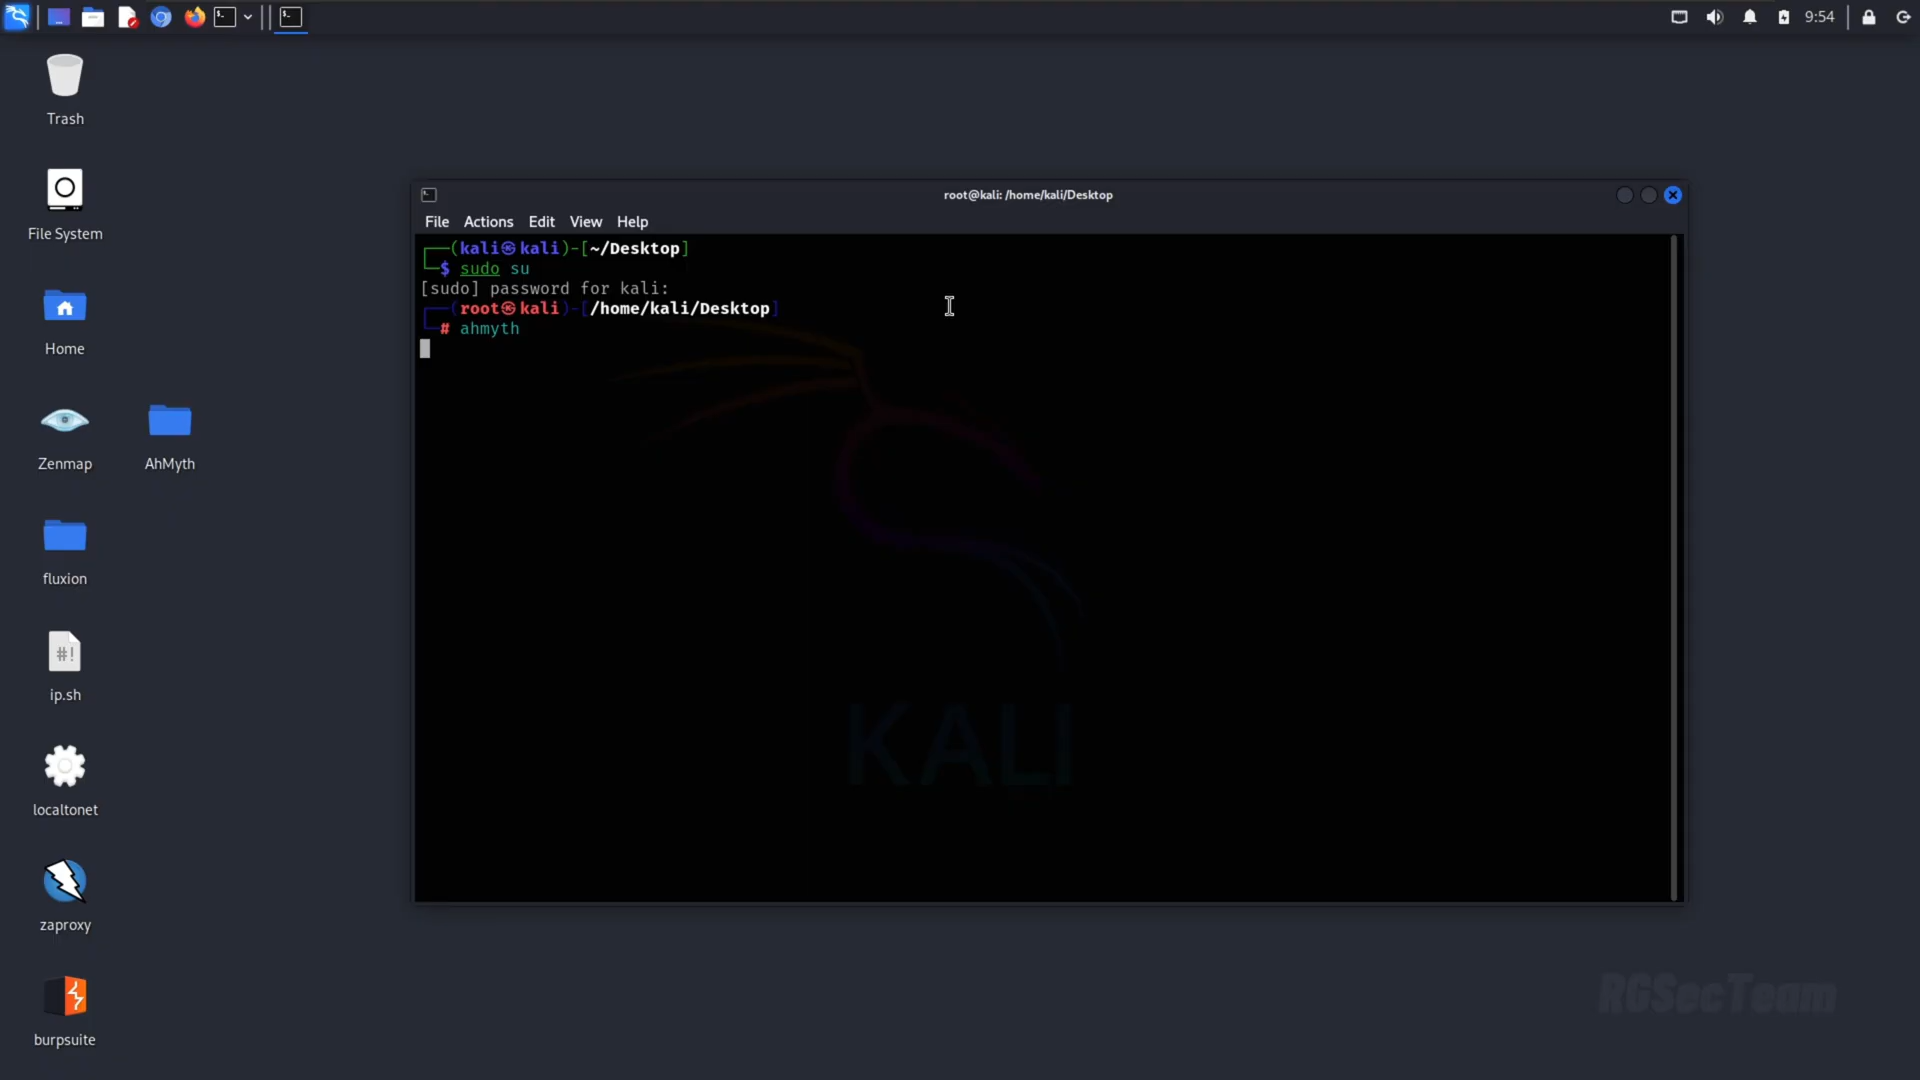 9:54
Trash
File System
Home
Zenmap
AhMyth
fluxion
#!
ip.sh
localtonet
zaproxy
burpsuite
root@kali: /home/kali/Desktop
File Actions Edit View Help
┌──(kali㉿kali)-[~/Desktop]
└─$ sudo su
[sudo] password for kali:
┌──(root㉿kali)-[/home/kali/Desktop]
└─# ahmyth
KALI
RGSecTeam